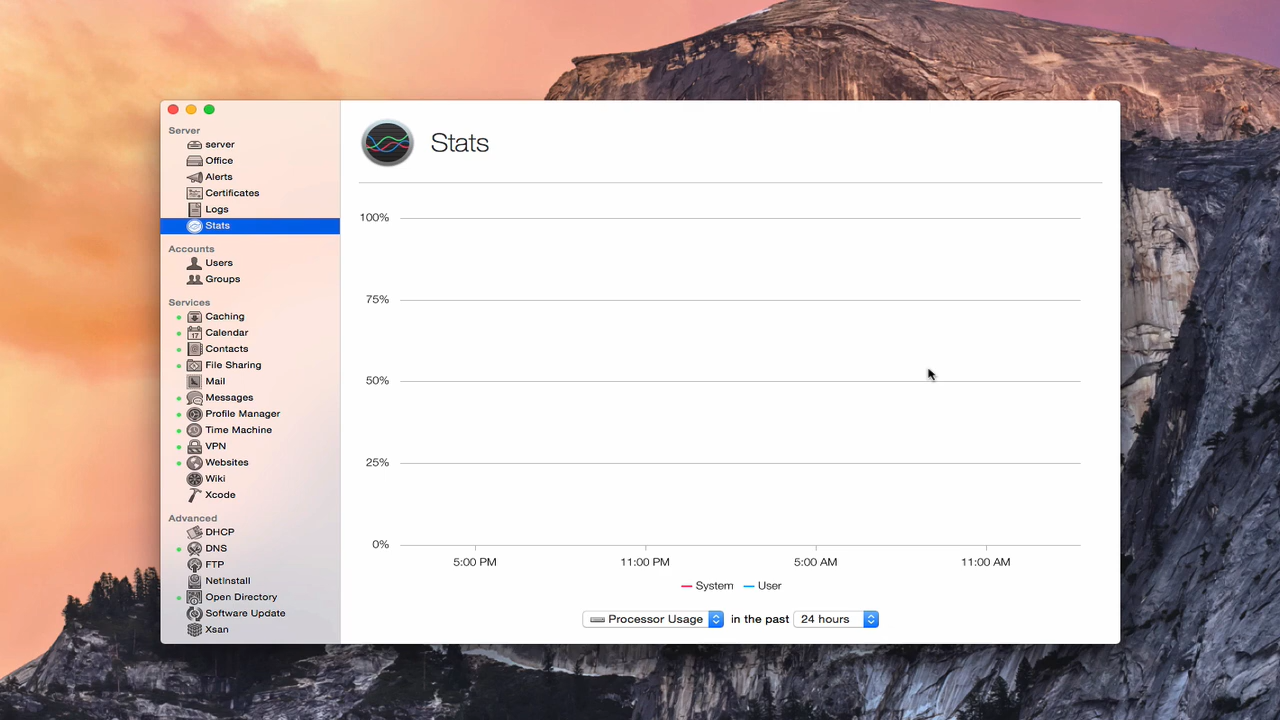 Server
server
Office
Alerts
Certificates
Logs
Stats
Accounts
Users
Groups
Services
Caching
Calendar
Contacts
File Sharing
Mail
Messages
Profile Manager
Time Machine
VPN
Websites
Wiki
Xcode
Advanced
DHCP
DNS
FTP
NetInstall
Open Directory
Software Update
Xsan
Stats
100%
75%
50%
25%
0%
5:00 PM 11:00 PM 5:00 AM 11:00 AM
System User
Processor Usage in the past 24 hours